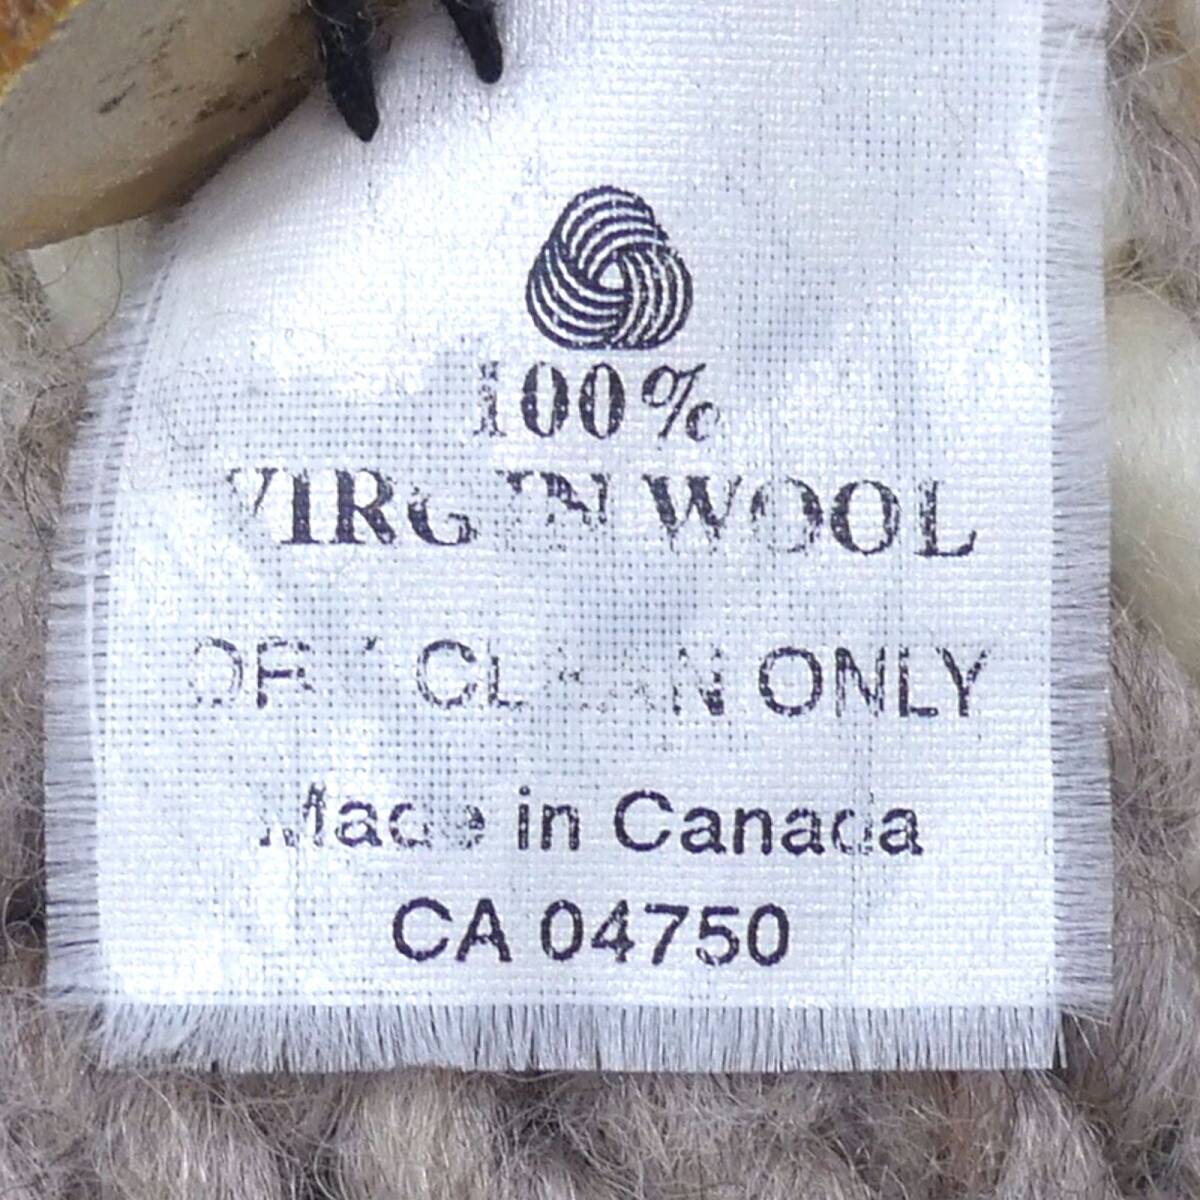 100%
VIRGIN WOOL
DRY CLEAN ONLY
Made in Canada
CA 04750